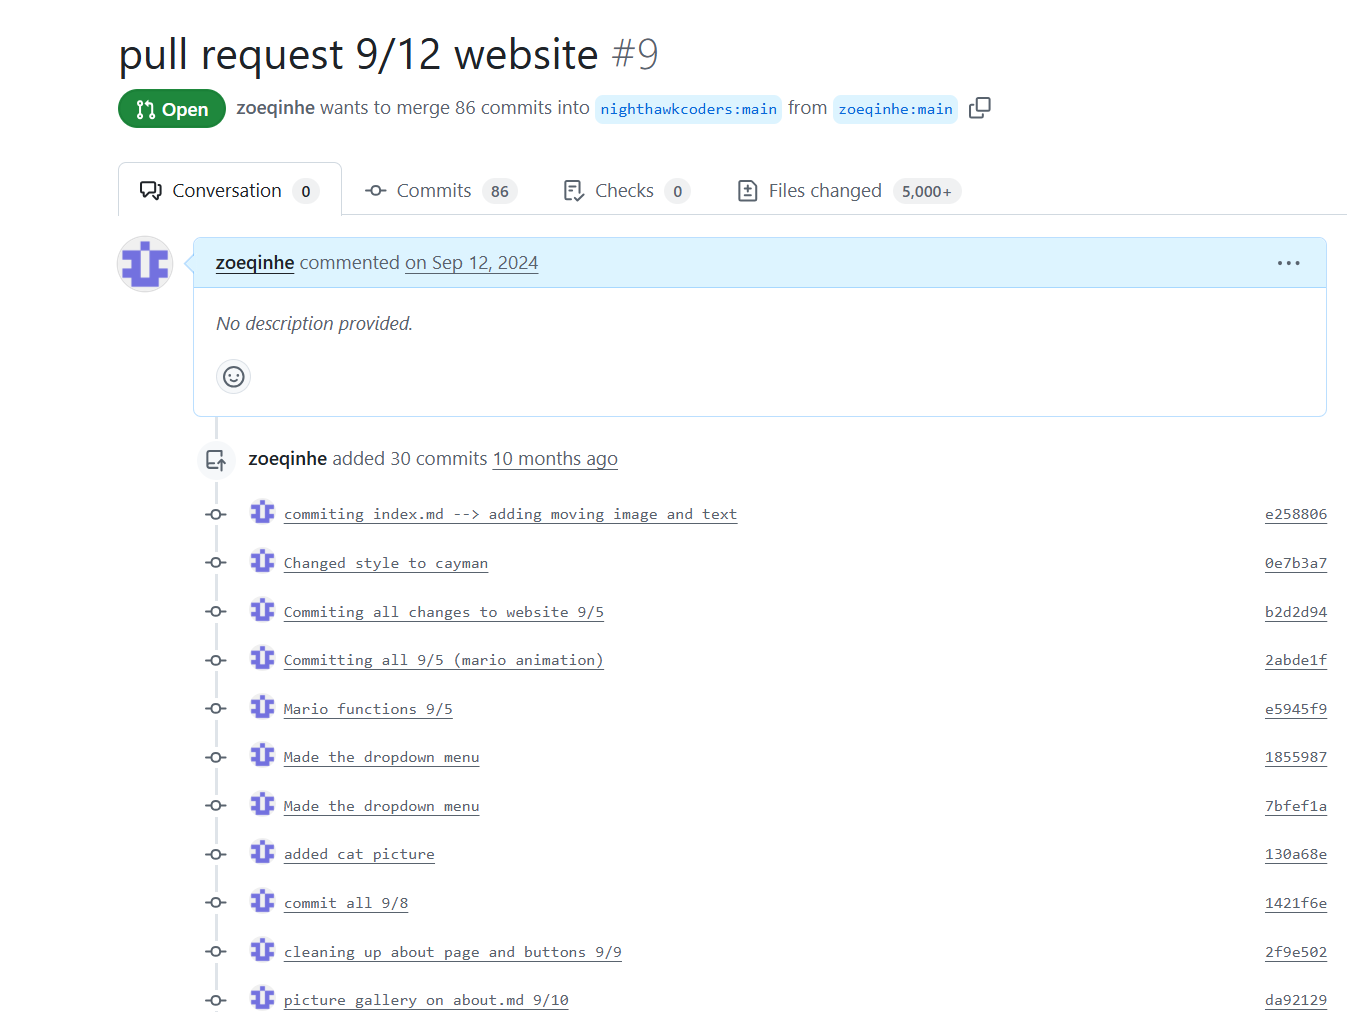 pull request 9/12 website #9
Open zoeqinhe wants to merge 86 commits into nighthawkcoders:main from zoeqinhe:main
Conversation 0 Commits 86 Checks 0 Files changed 5,000+
zoeqinhe commented on Sep 12, 2024
No description provided.
zoeqinhe added 30 commits 10 months ago
commiting index.md --> adding moving image and text e258806
Changed style to cayman 0e7b3a7
Commiting all changes to website 9/5 b2d2d94
Committing all 9/5 (mario animation) 2abde1f
Mario functions 9/5 e5945f9
Made the dropdown menu 1855987
Made the dropdown menu 7bfef1a
added cat picture 130a68e
commit all 9/8 1421f6e
cleaning up about page and buttons 9/9 2f9e502
picture gallery on about.md 9/10 da92129